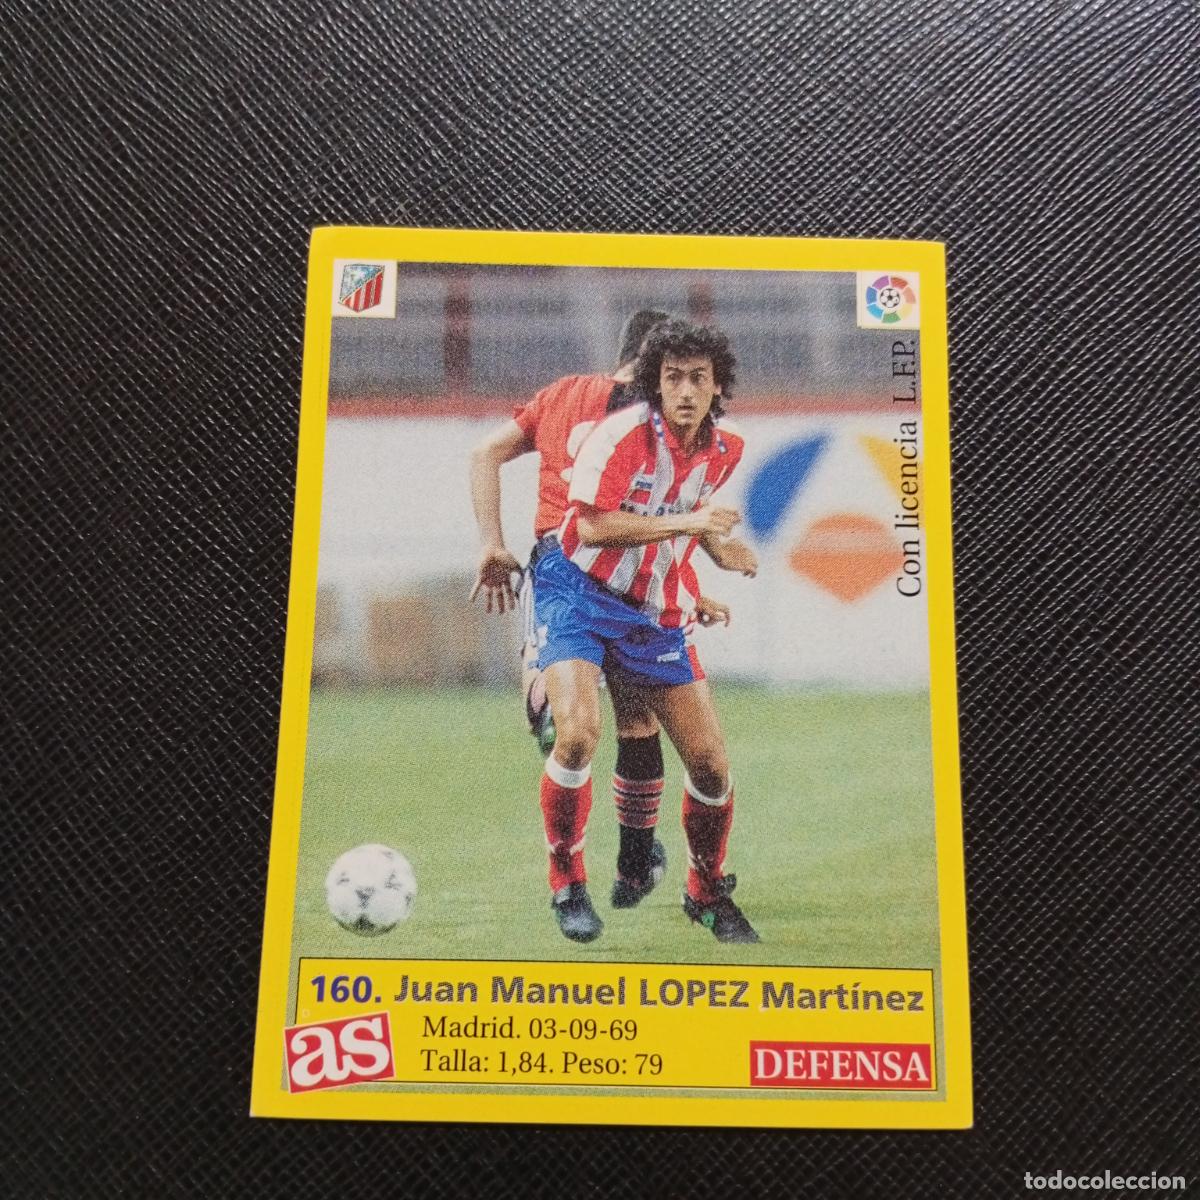 Con licencia L.F.P.
160. Juan Manuel LOPEZ Martínez
as
Madrid. 03-09-69
Talla: 1,84. Peso: 79
DEFENSA
todocoleccion